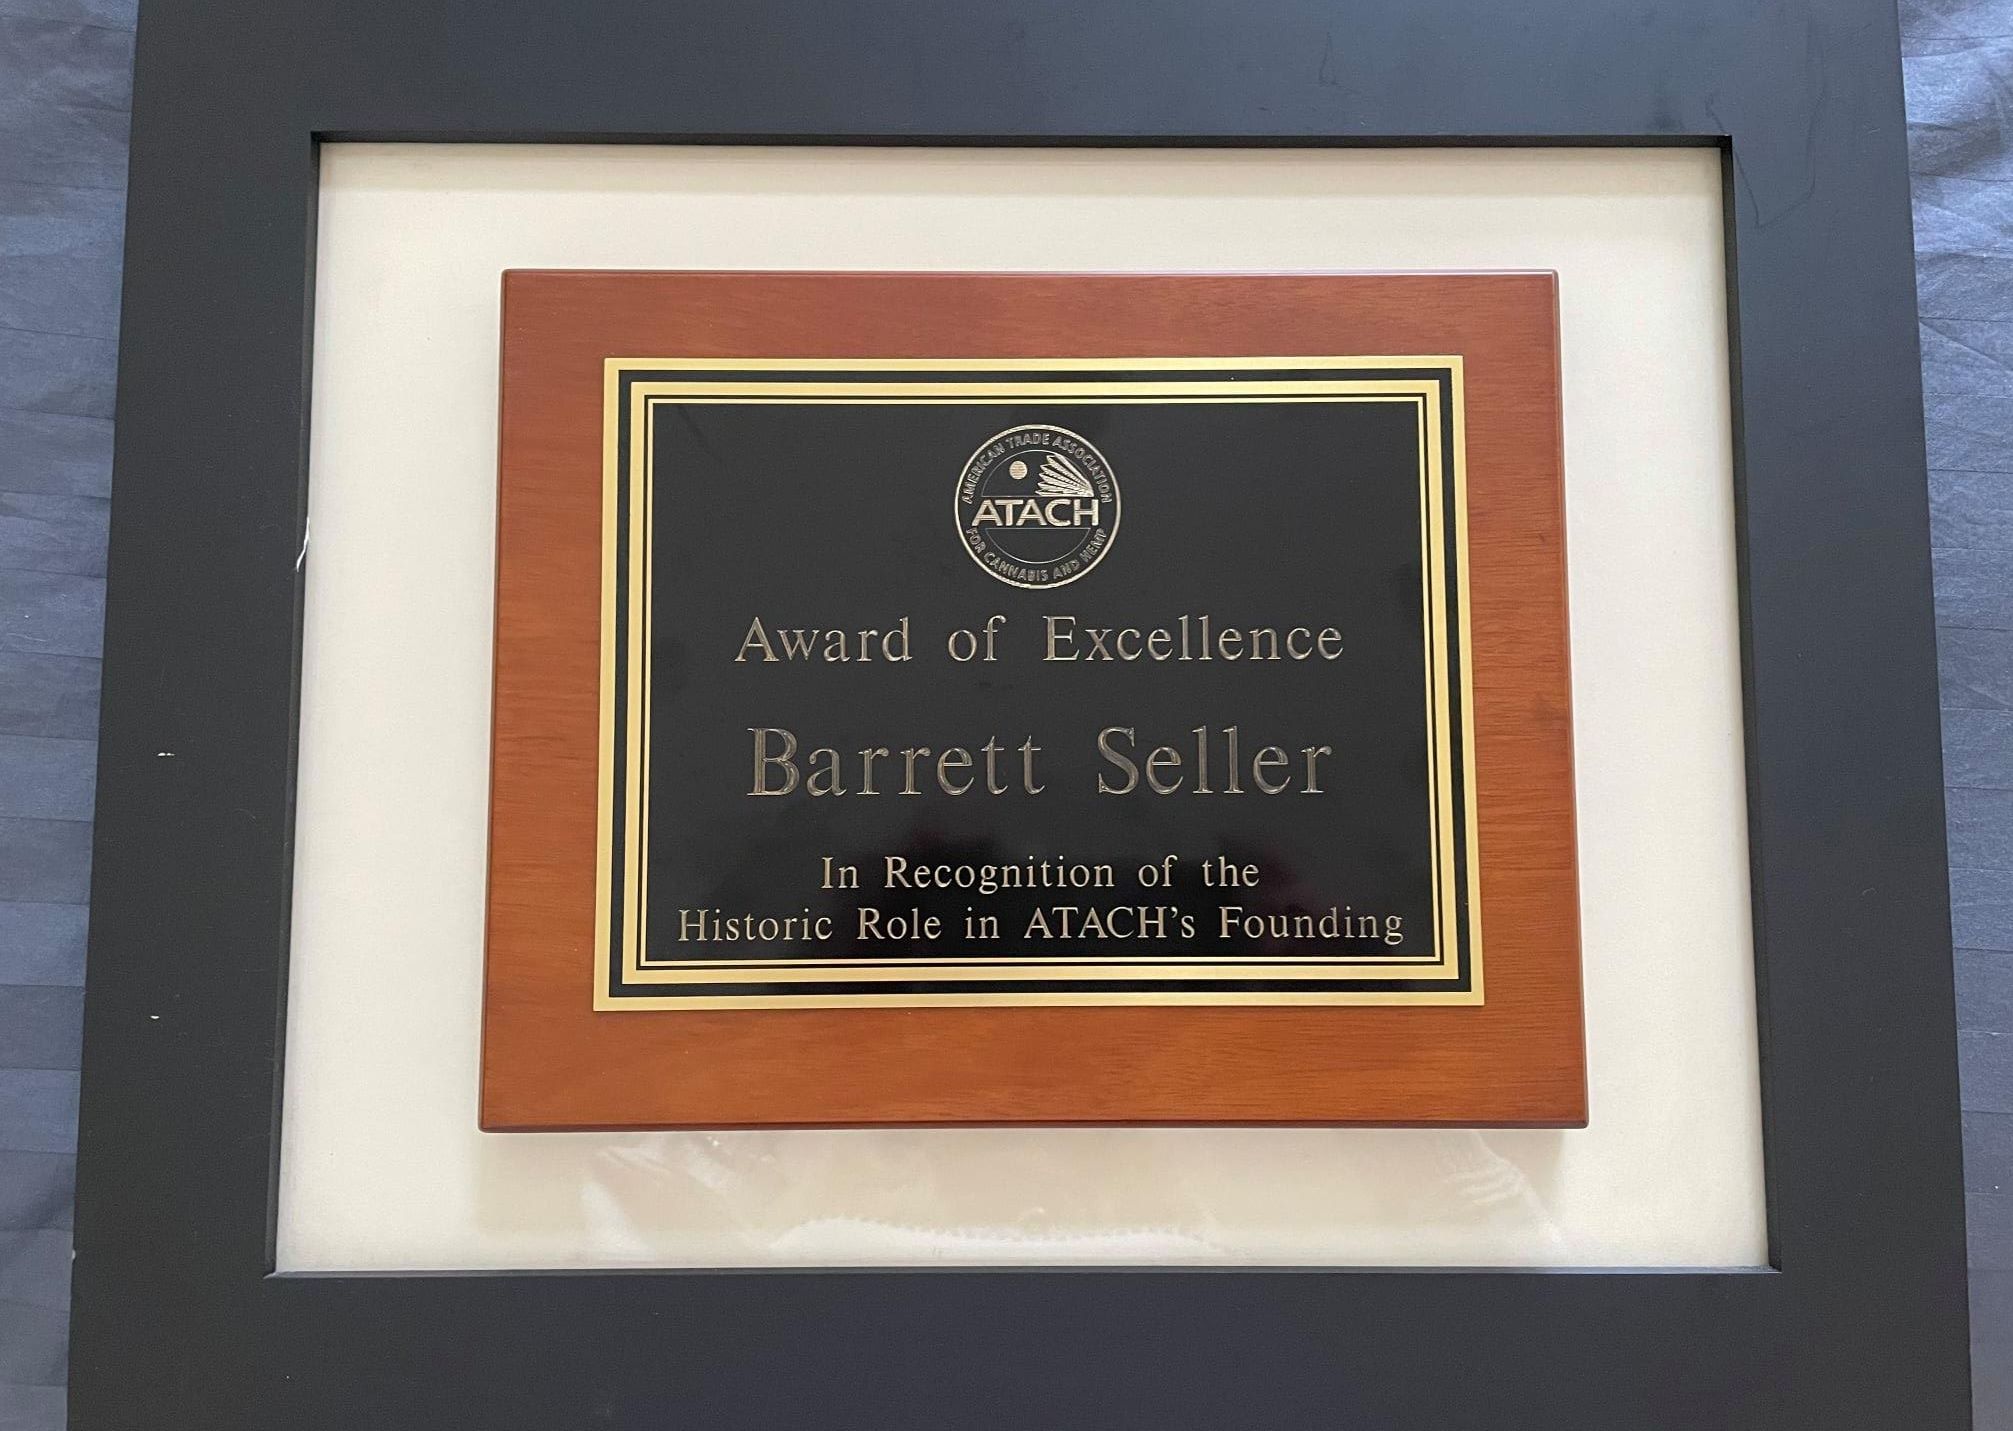 AMERICAN TRADE ASSOCIATION
ATACH
FOR CANNABIS AND HEMP
Award of Excellence
Barrett Seller
In Recognition of the
Historic Role in ATACH's Founding